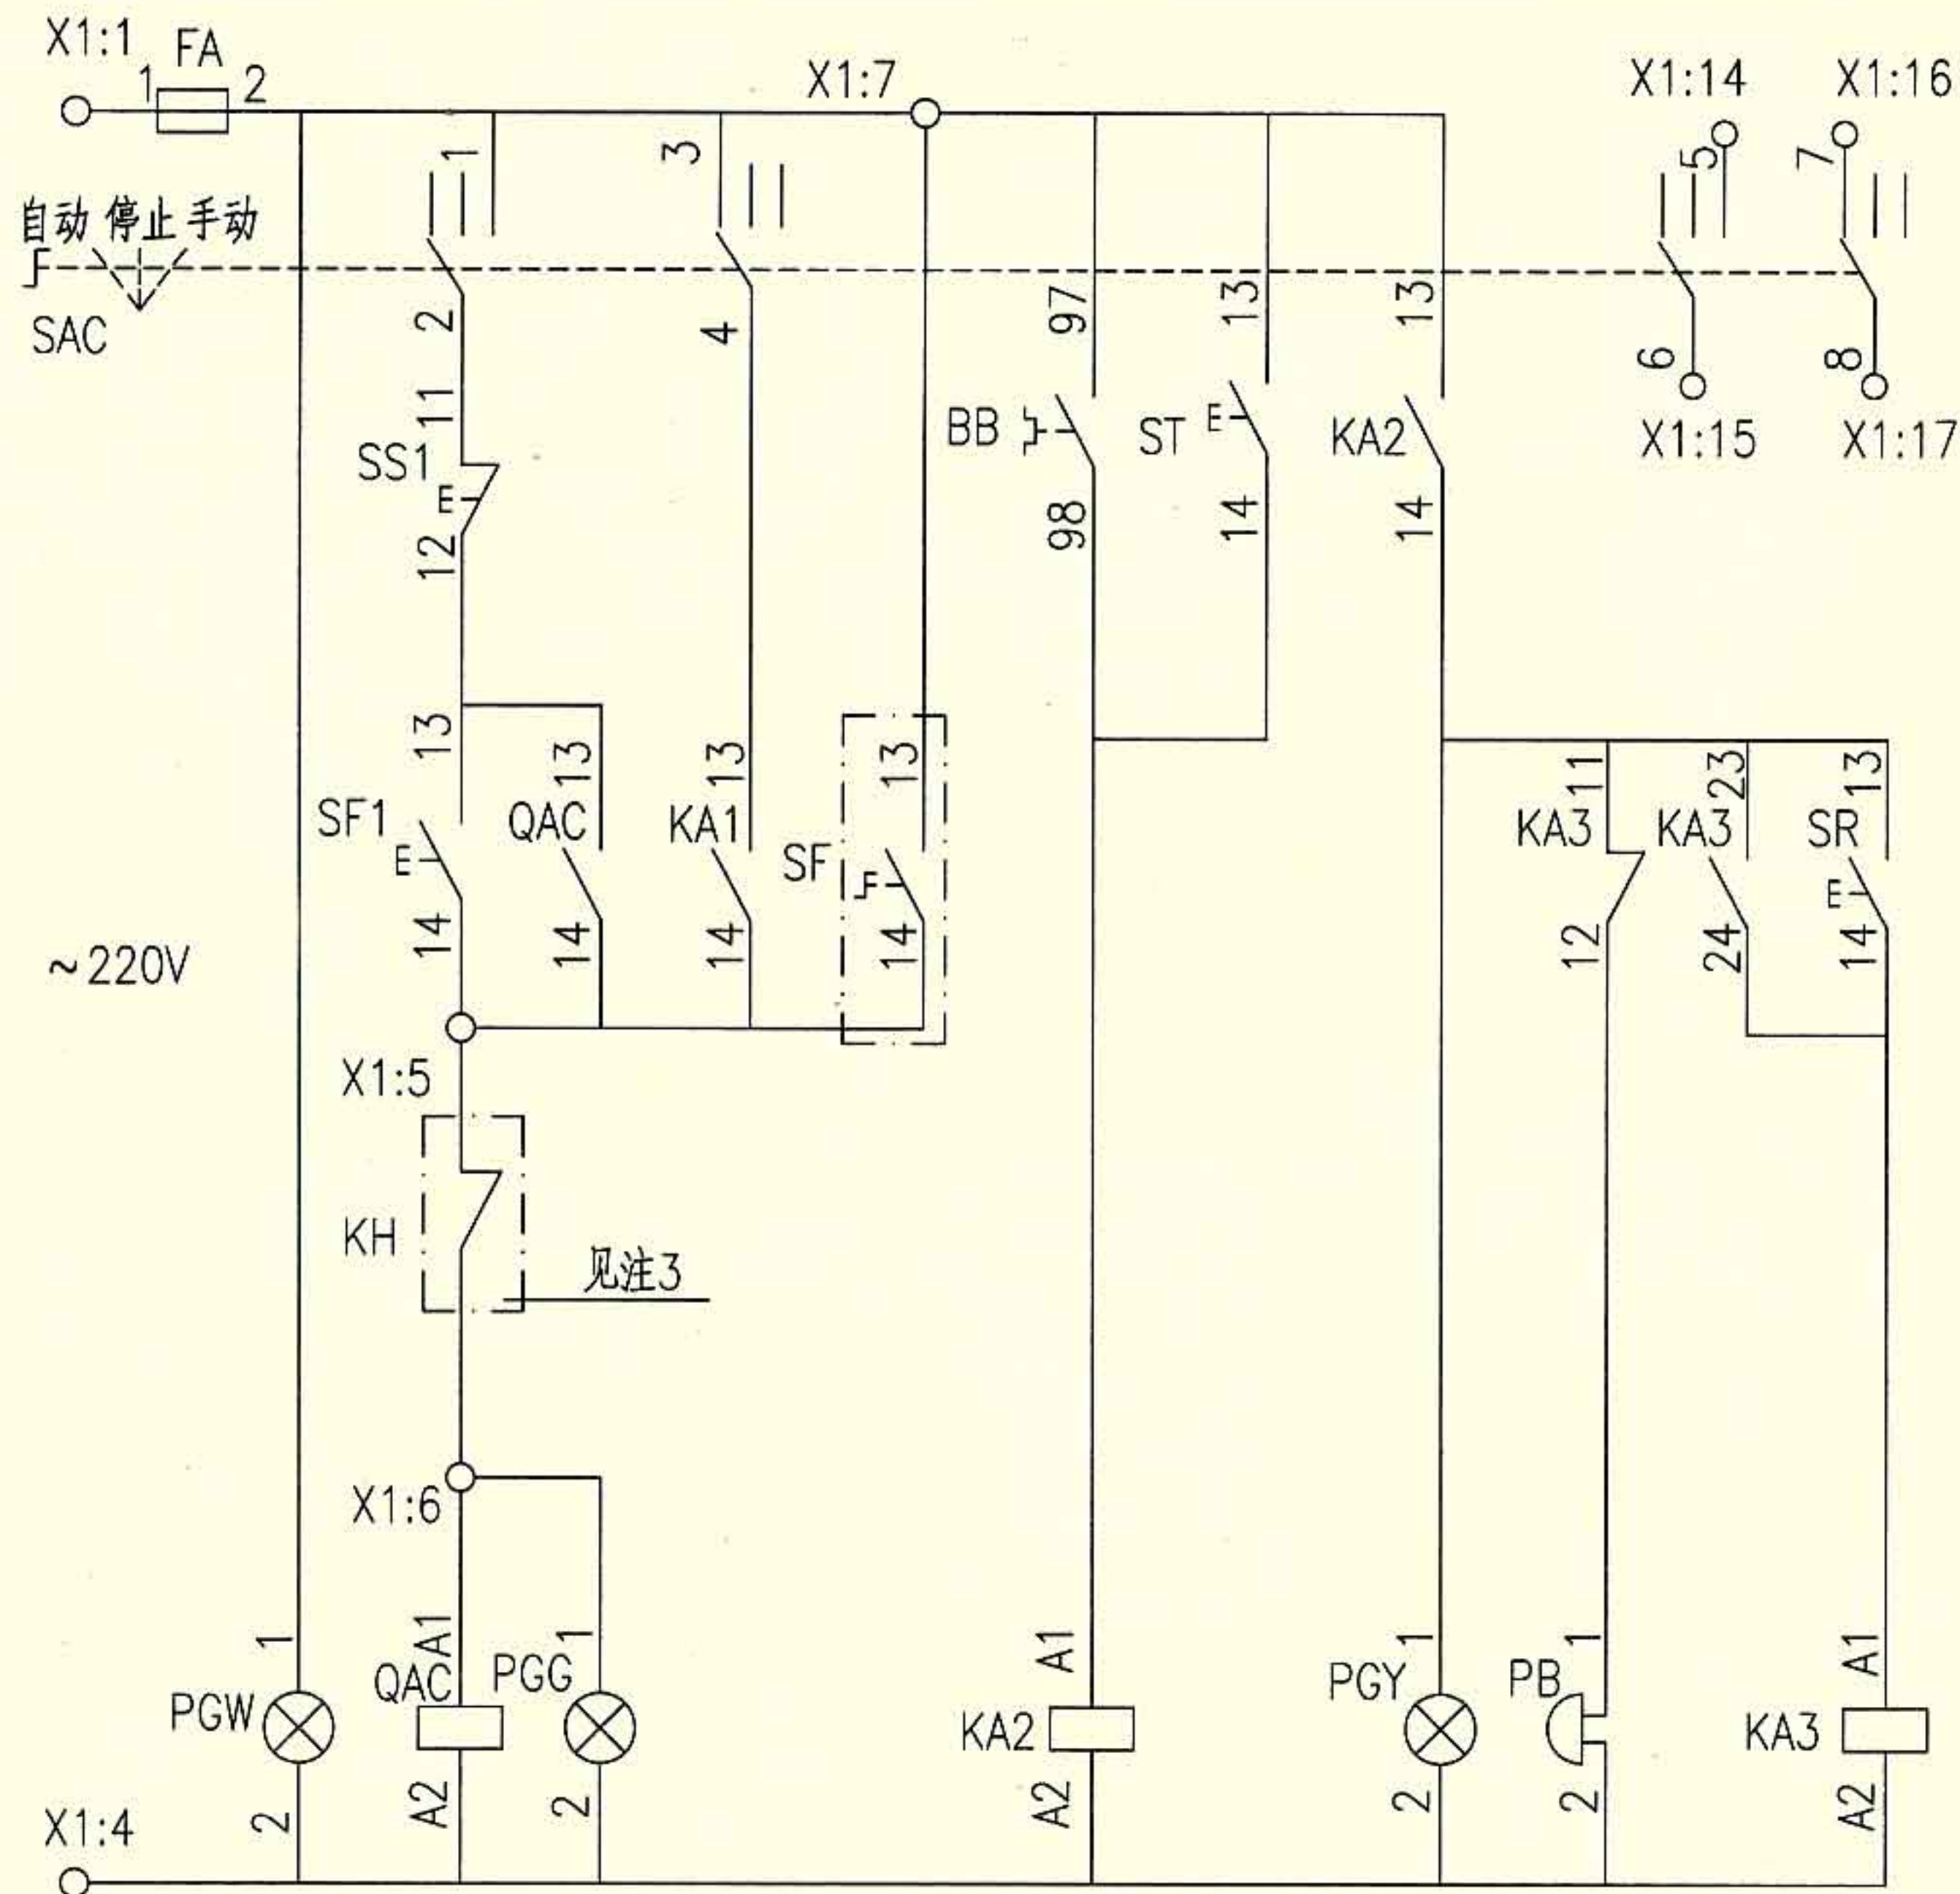 X1:1
FA
1
2
X1:7
X1:14
X1:16
1
3
5
7
自动 停止 手动
SAC
2
4
97
13
13
6
8
X1:15
X1:17
11
SS1
12
BB
98
ST
14
KA2
14
13
SF1
14
13
QAC
14
13
KA1
14
13
SF
14
11
KA3
12
23
KA3
24
13
SR
14
~220V
X1:5
KH
见注3
X1:6
1
PGW
2
A1
QAC
A2
1
PGG
2
A1
KA2
A2
1
PGY
2
1
PB
2
A1
KA3
A2
X1:4